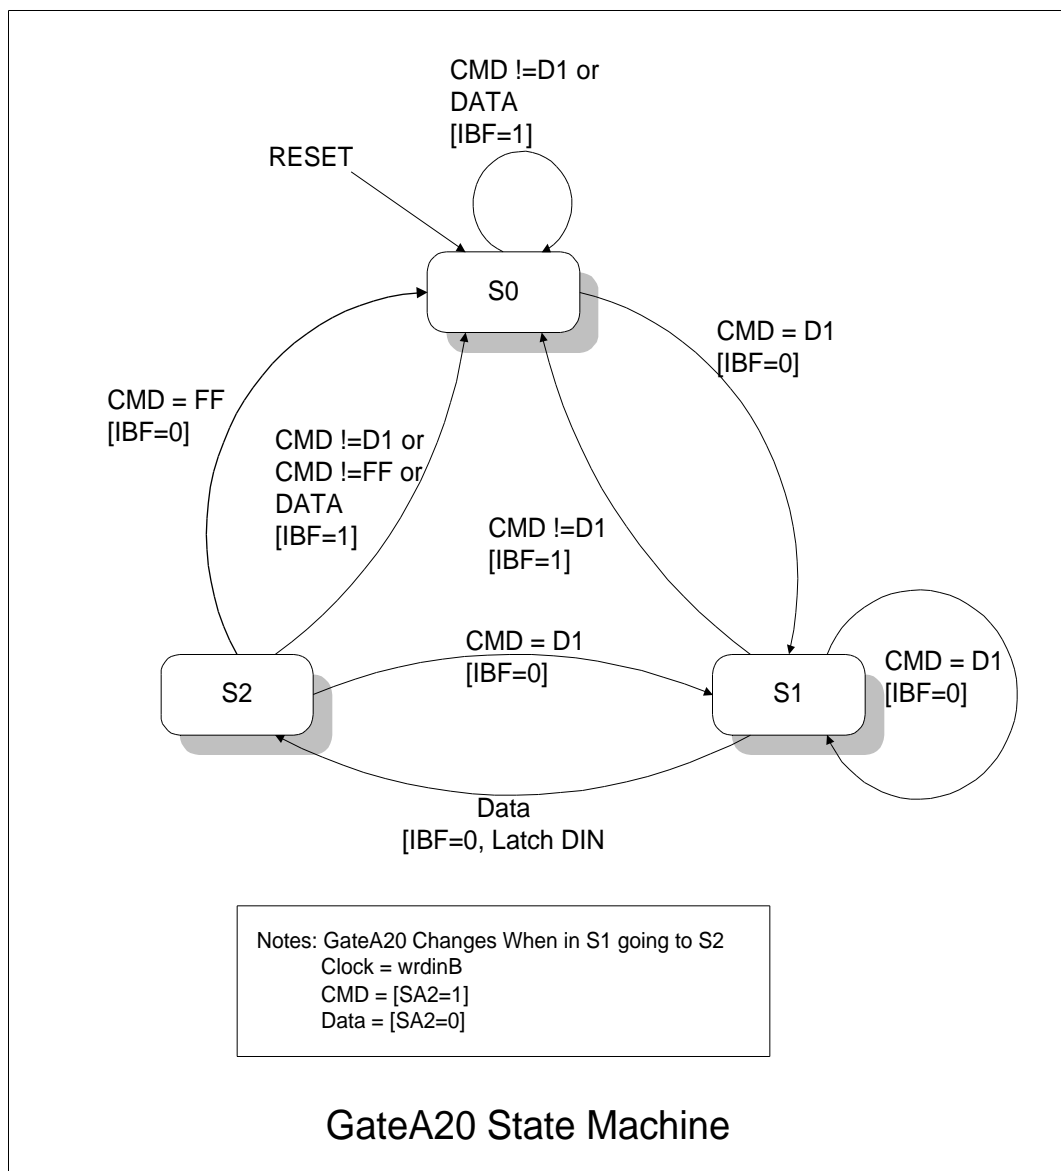 CMD !=D1 or
DATA
[IBF=1]
RESET
S0
CMD = D1
[IBF=0]
CMD = FF
[IBF=0]
CMD !=D1 or
CMD !=FF or
DATA
[IBF=1]
CMD !=D1
[IBF=1]
CMD = D1
[IBF=0]
S2
S1
CMD = D1
[IBF=0]
Data
[IBF=0, Latch DIN
Notes: GateA20 Changes When in S1 going to S2
Clock = wrdinB
CMD = [SA2=1]
Data = [SA2=0]
GateA20 State Machine